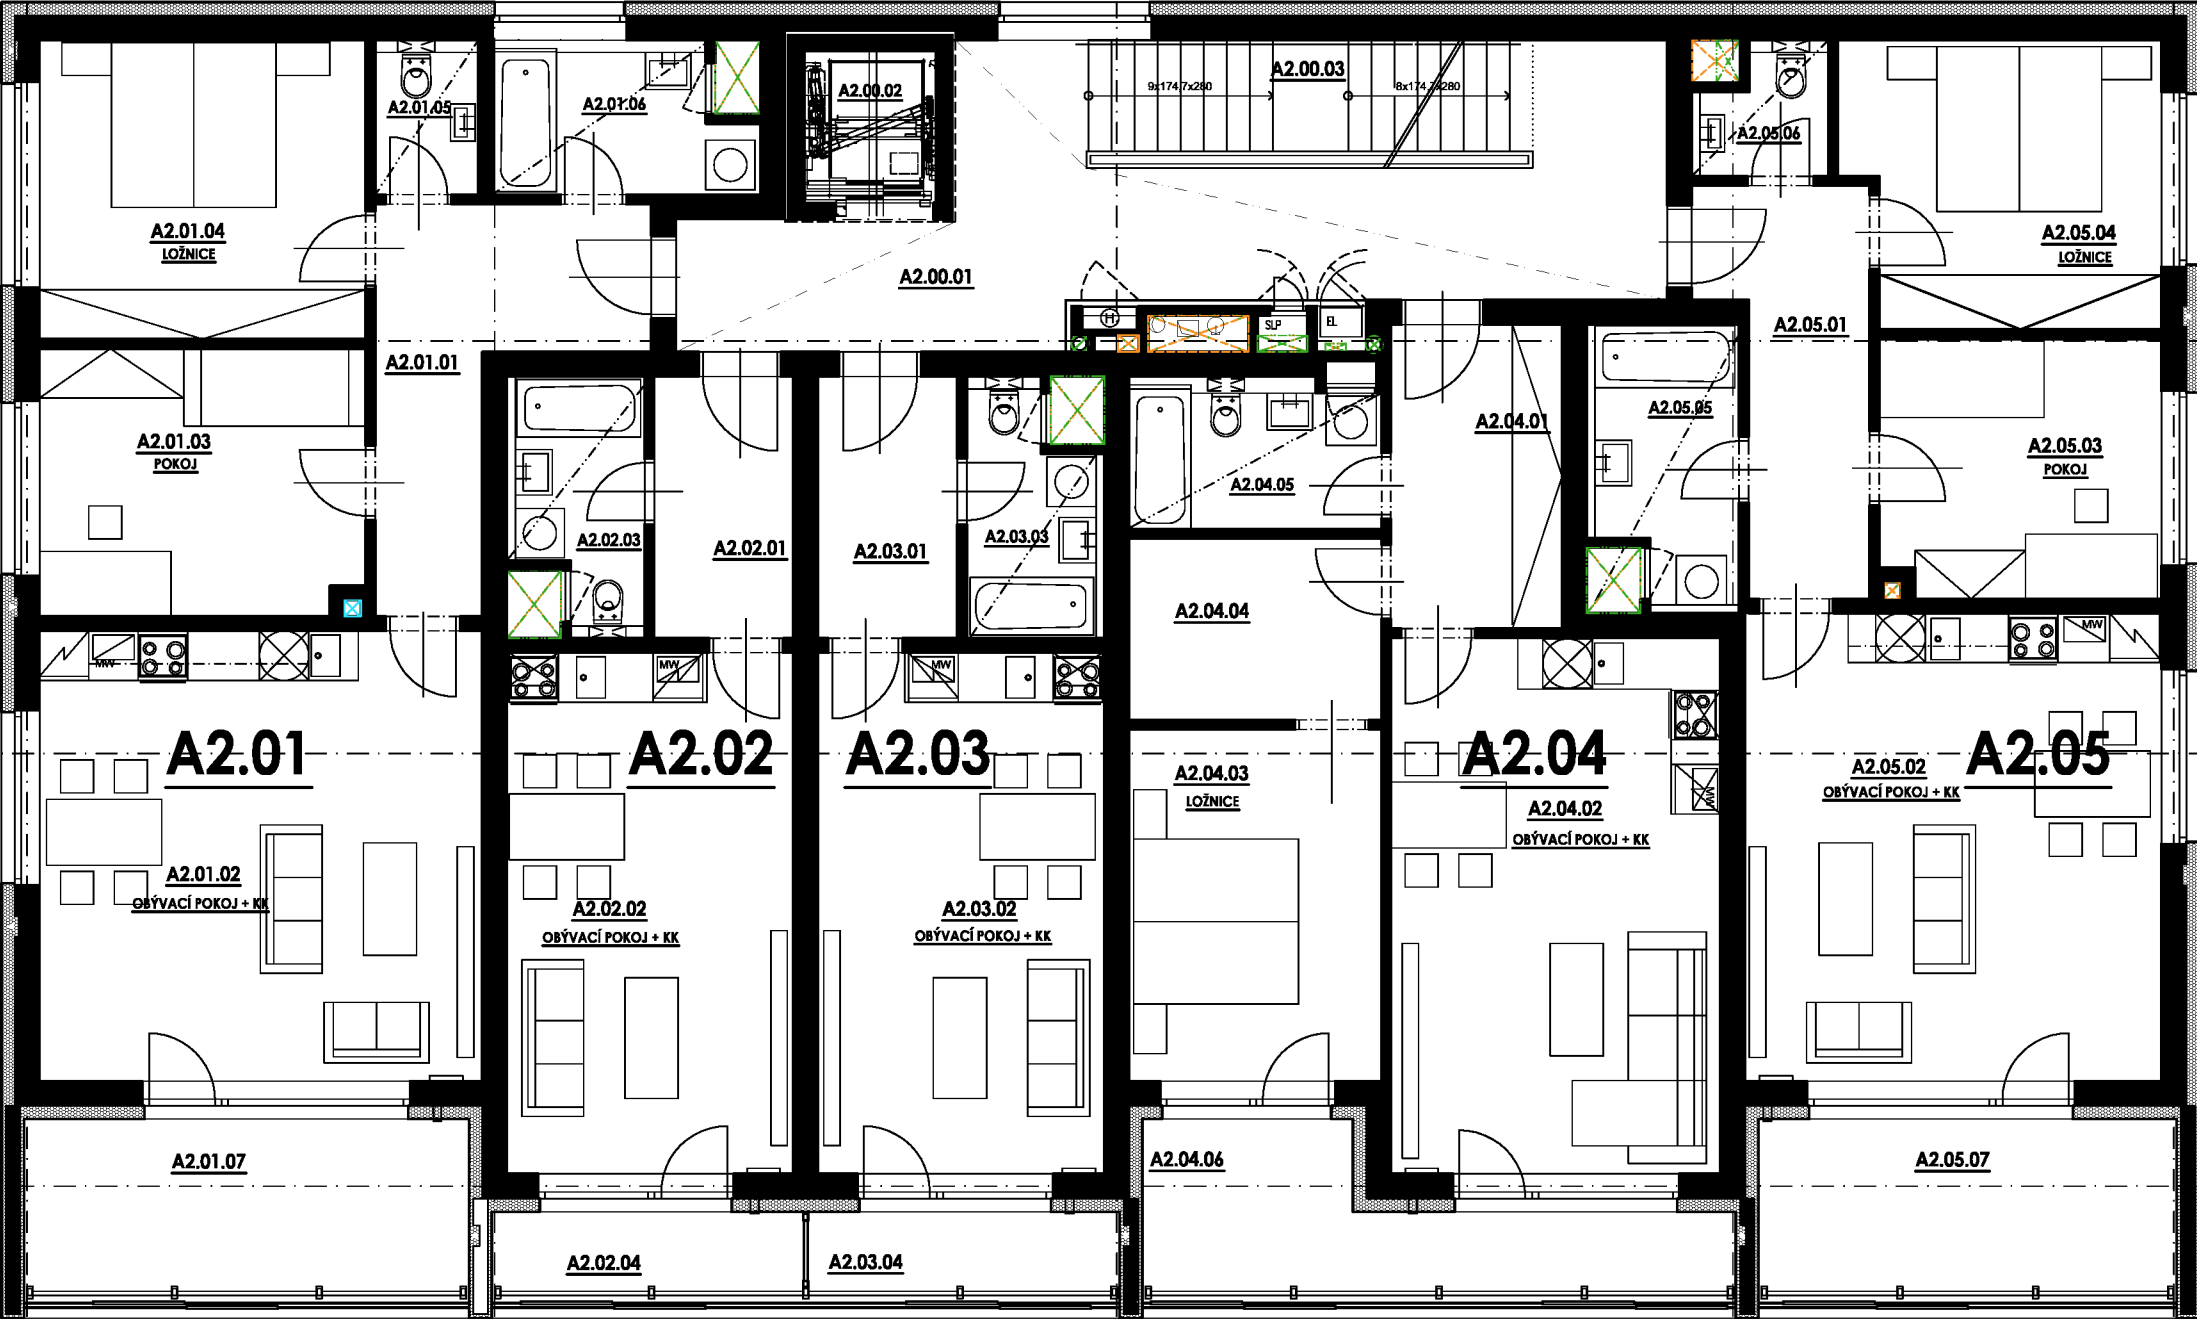 A2.00.02
A2.00.03
9x174,7x280
8x174,7x280
A2.01.05
A2.01.06
A2.05.06
A2.01.04
LOŽNICE
A2.05.04
LOŽNICE
A2.00.01
H
SLP
EL
A2.05.01
A2.01.01
A2.01.03
POKOJ
A2.04.01
A2.05.05
A2.05.03
POKOJ
A2.04.05
A2.02.03
A2.02.01
A2.03.01
A2.03.03
A2.04.04
MW
MW
MW
MW
A2.01
A2.02
A2.03
A2.04
A2.05
A2.04.03
LOŽNICE
A2.05.02
OBÝVACÍ POKOJ + KK
MW
A2.04.02
OBÝVACÍ POKOJ + KK
A2.01.02
OBÝVACÍ POKOJ + KK
A2.02.02
OBÝVACÍ POKOJ + KK
A2.03.02
OBÝVACÍ POKOJ + KK
A2.01.07
A2.04.06
A2.05.07
A2.02.04
A2.03.04